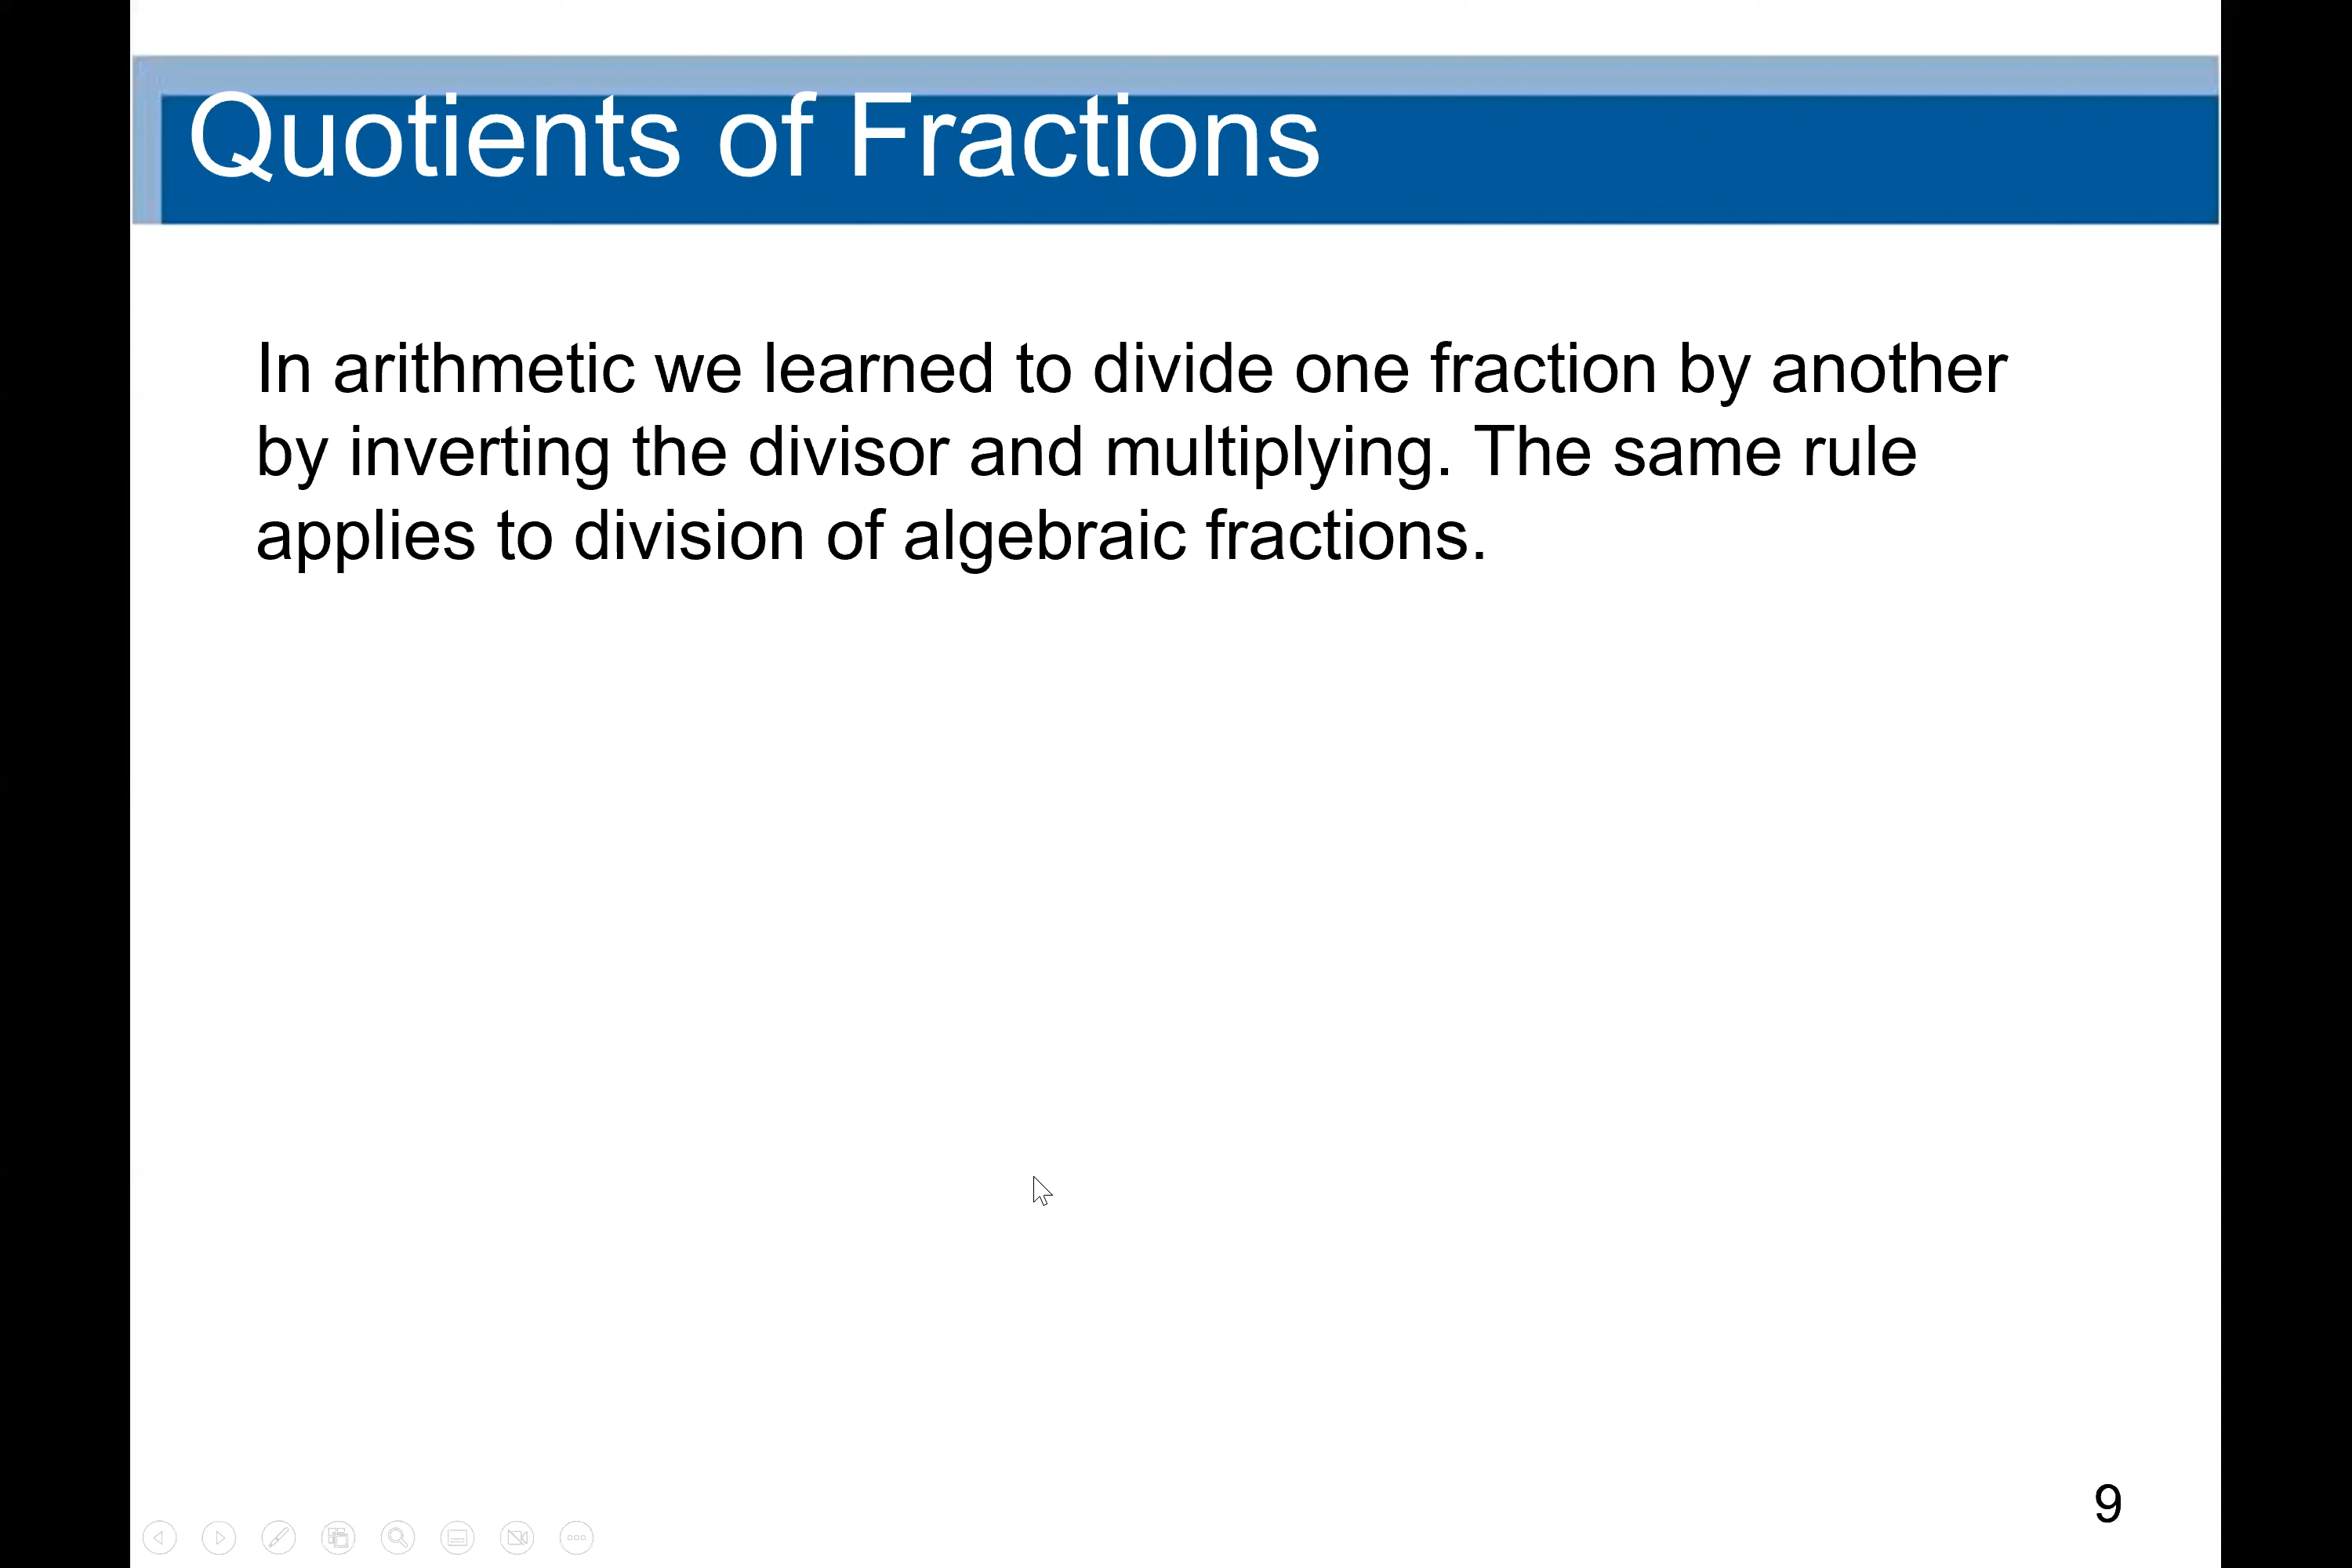 Quotients of Fractions
In arithmetic we learned to divide one fraction by another
by inverting the divisor and multiplying. The same rule
applies to division of algebraic fractions.
9